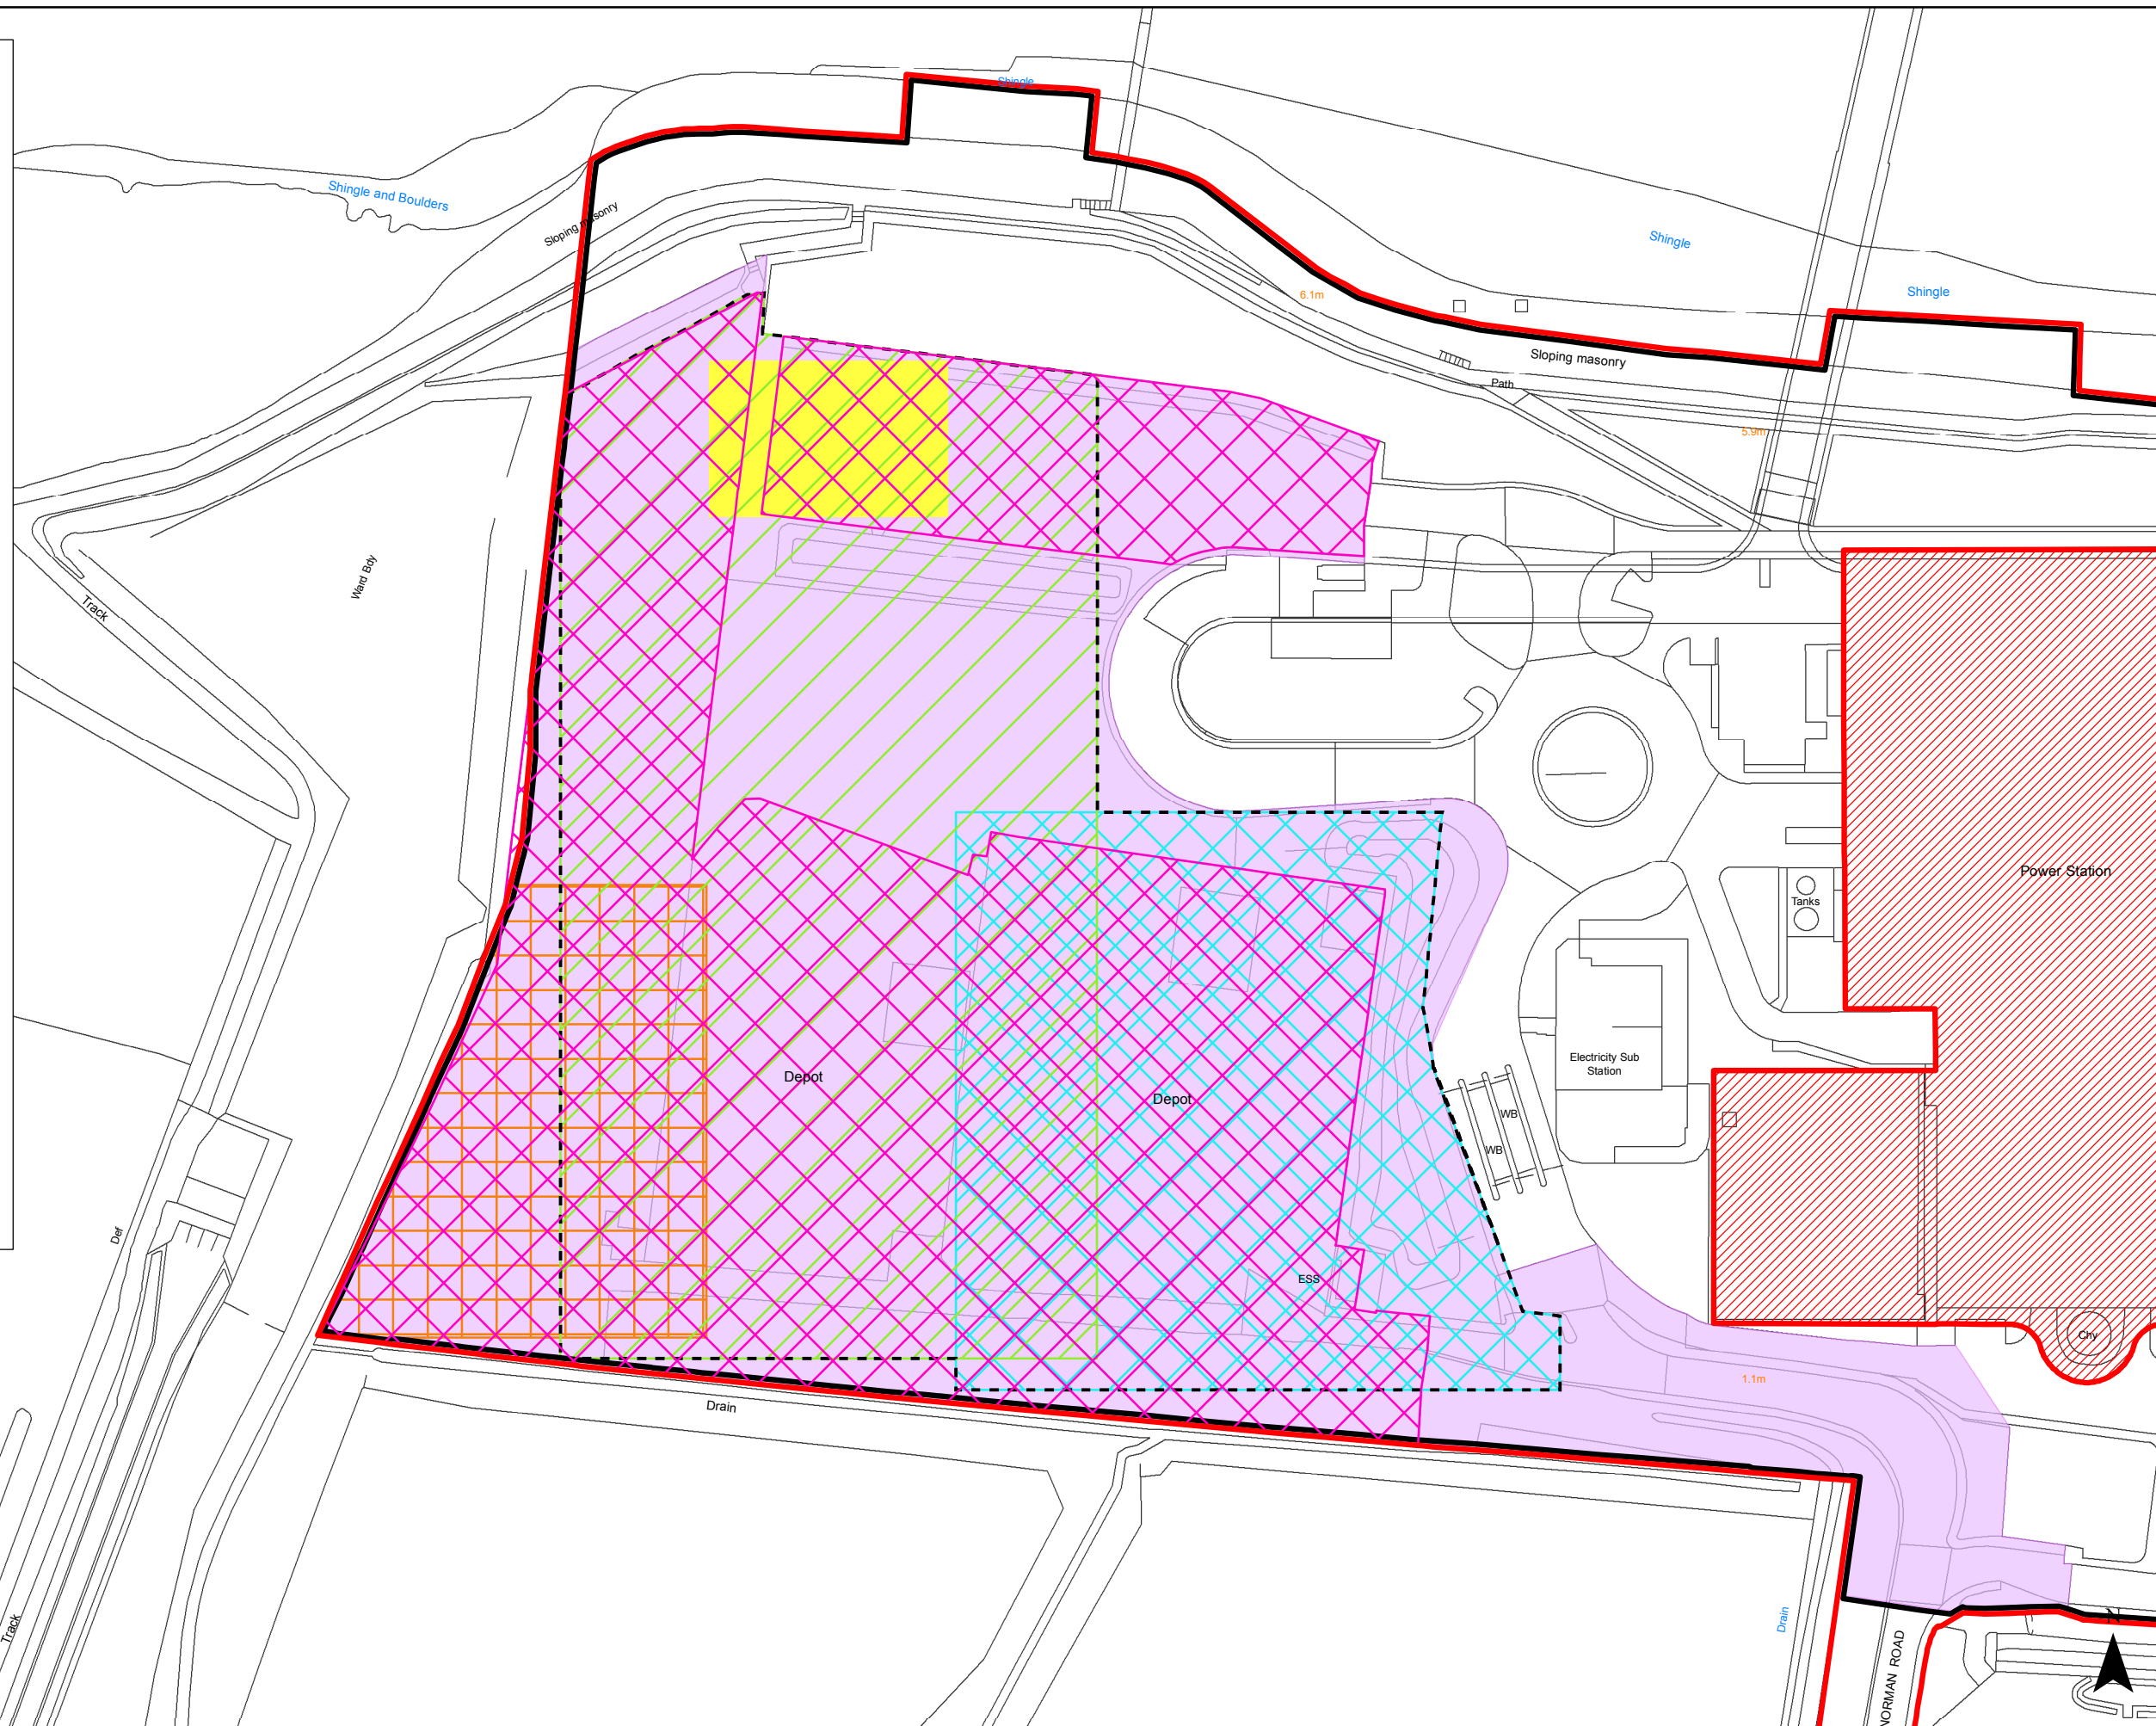 Shingle
Shingle and Boulders
Sloping masonry
Shingle
6.1m
Shingle
Sloping masonry
Path
5.9m
Ward Bdy
Track
Power Station
Tanks
Electricity Sub
Station
Depot
Depot
WB
WB
Def
ESS
Chy
1.1m
Drain
Track
Drain
NORMAN ROAD
N